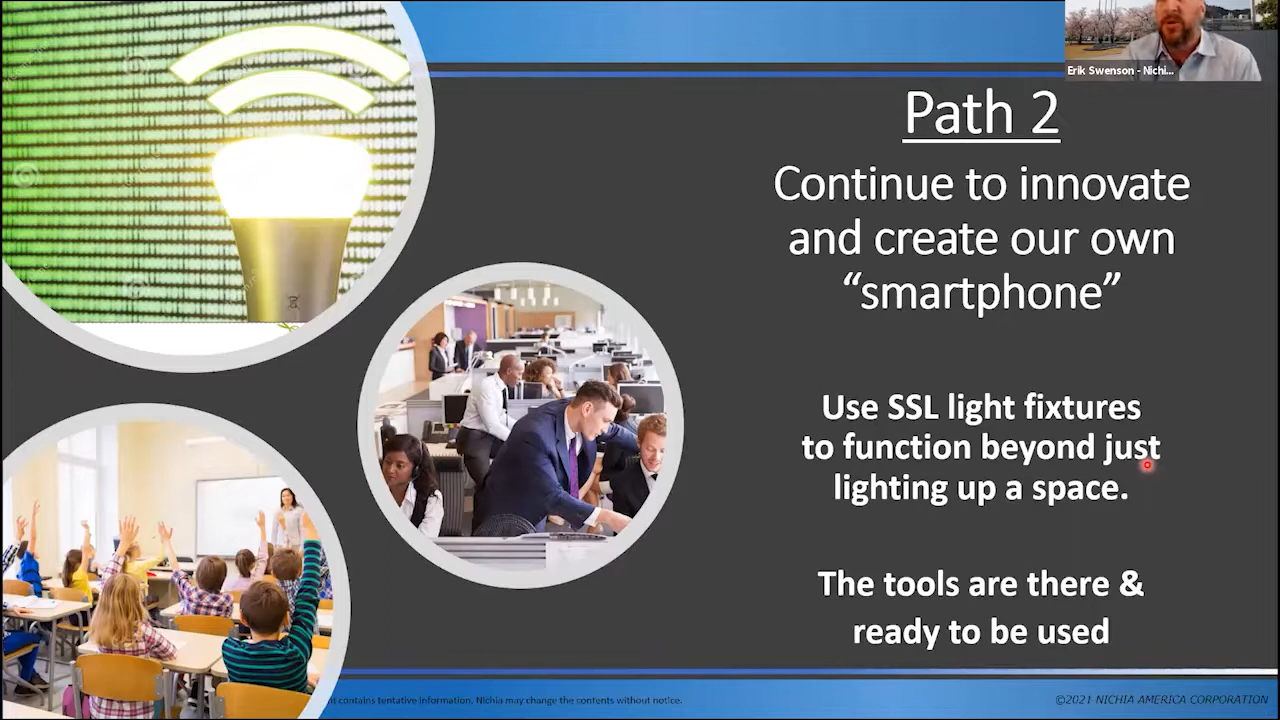 Erik Swenson - Nichi...
Path 2
Continue to innovate
and create our own
“smartphone”
Use SSL light fixtures
to function beyond just
lighting up a space.
The tools are there &
ready to be used
contains tentative information. Nichia may change the contents without notice.
©2021 NICHIA AMERICA CORPORATION